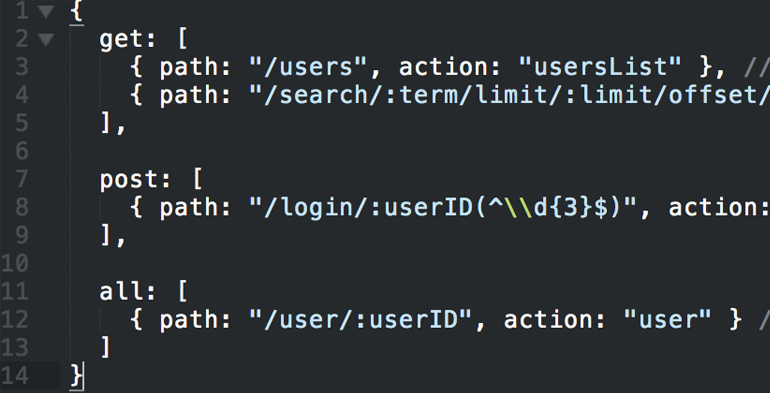 1 {
2 get: [
3 { path: "/users", action: "usersList" }, //
4 { path: "/search/:term/limit/:limit/offset/
5 ],
6
7 post: [
8 { path: "/login/:userID(^\\d{3}$)", action:
9 ],
10
11 all: [
12 { path: "/user/:userID", action: "user" } /
13 ]
14 }